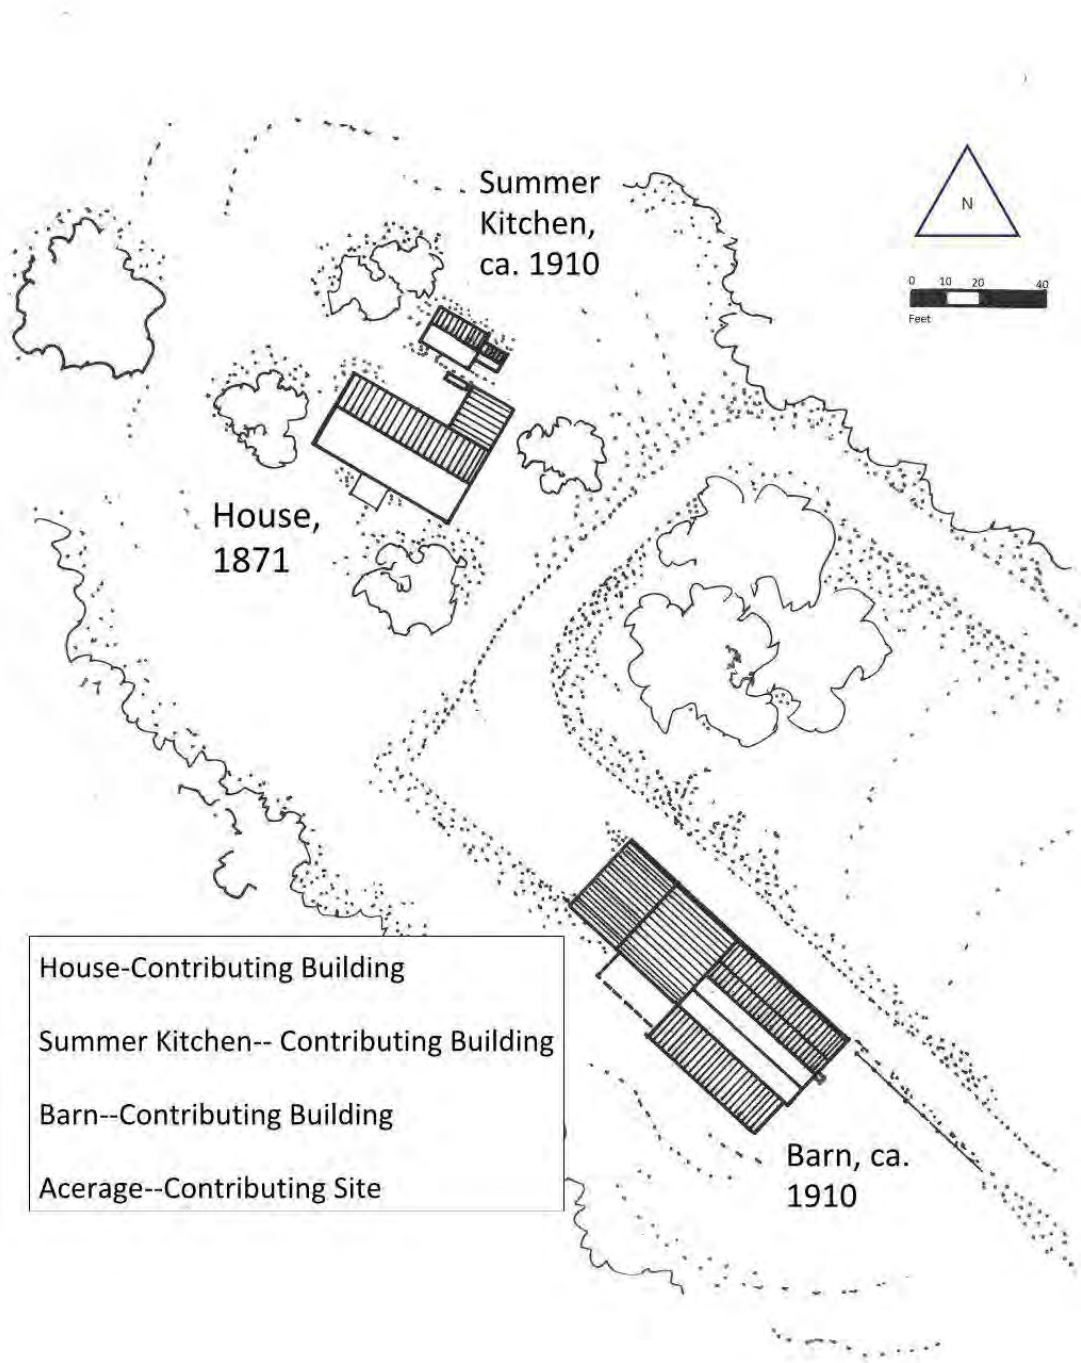 Summer
Kitchen,
ca. 1910
N
0 10 20 40
Feet
House,
1871
House-Contributing Building
Summer Kitchen-- Contributing Building
Barn--Contributing Building
Acerage--Contributing Site
Barn, ca.
1910